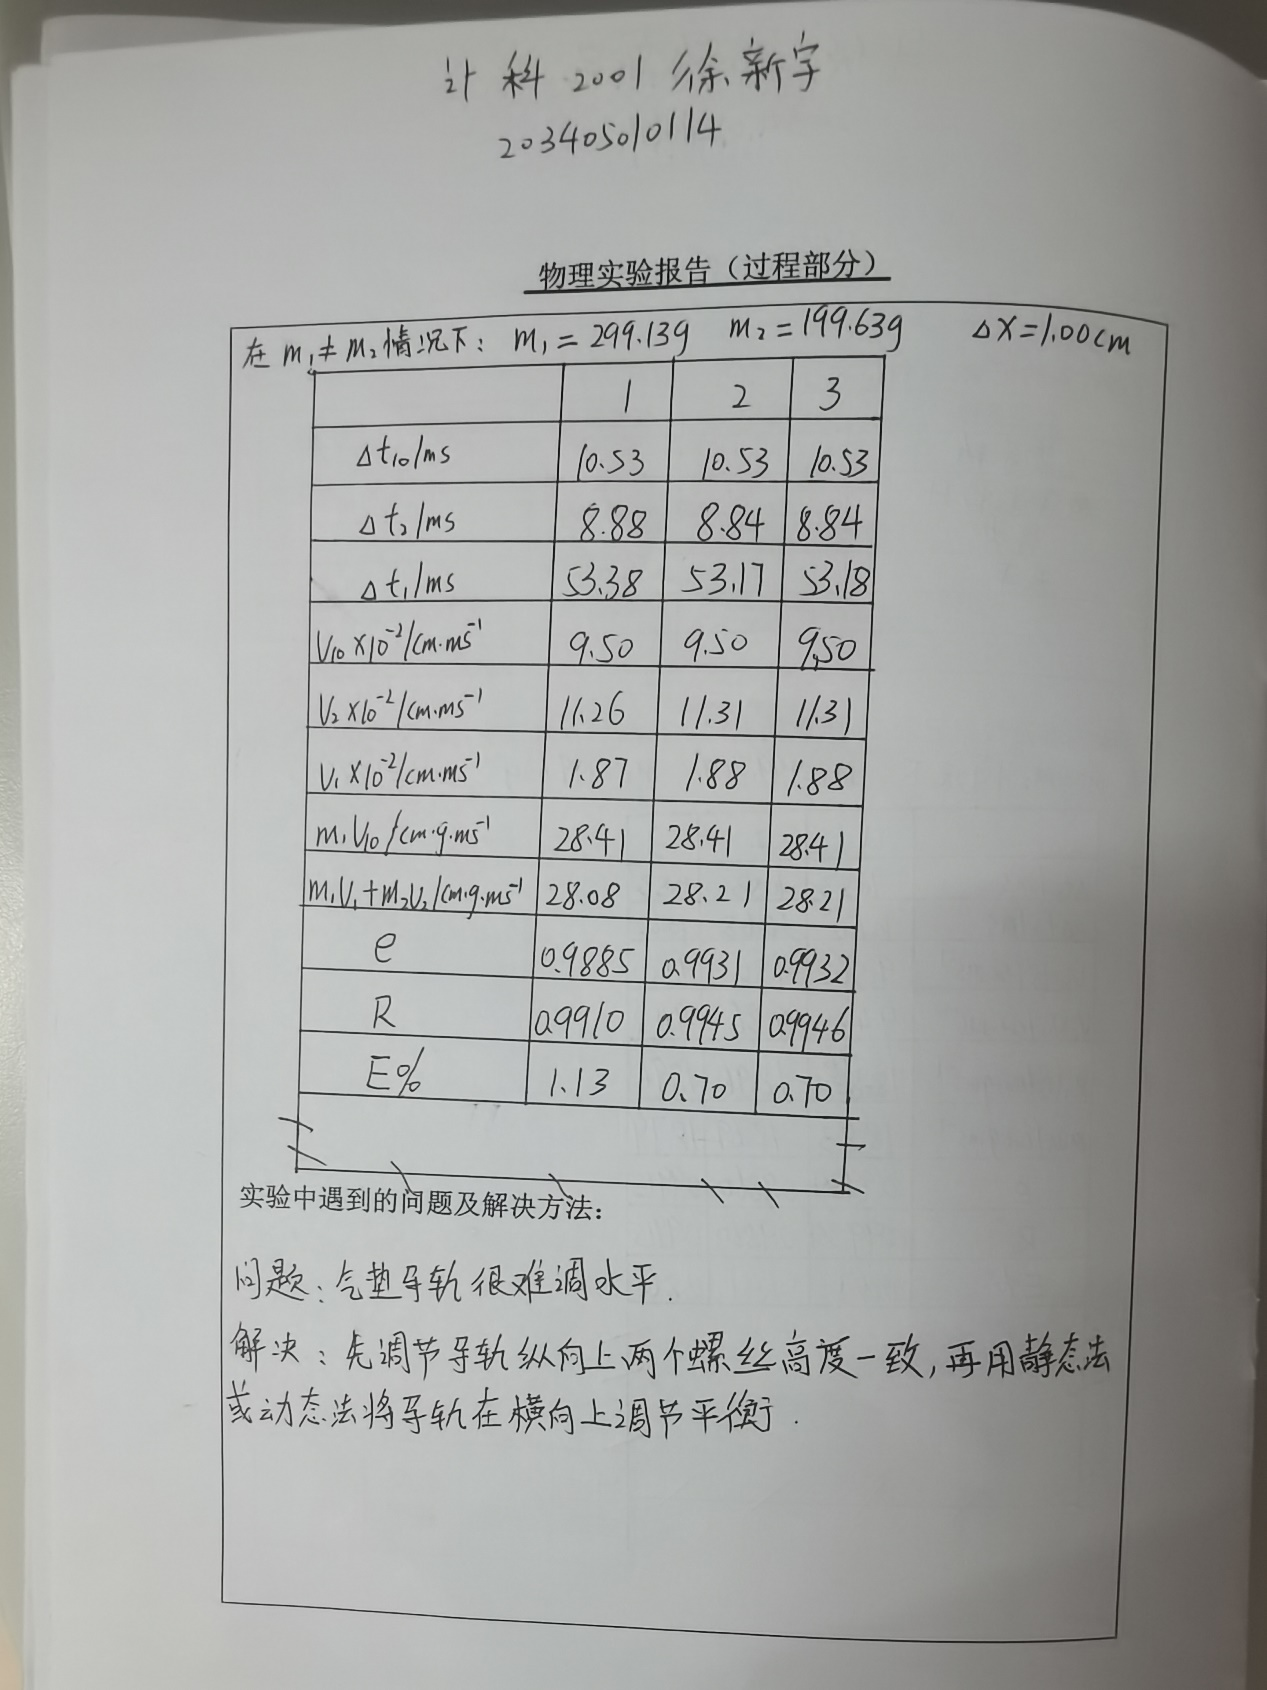 计科2001 徐新宇
203405010114
物理实验报告（过程部分）
在 m₁≠m₂情况下: m₁=299.13g m₂=199.63g ΔX=1.00cm
1 2 3
Δt₁₀/ms 10.53 10.53 10.53
Δt₂/ms 8.88 8.84 8.84
Δt₁/ms 53.38 53.17 53.18
V₁₀×10⁻²/cm·ms⁻¹ 9.50 9.50 9.50
V₂×10⁻²/cm·ms⁻¹ 11.26 11.31 11.31
V₁×10⁻²/cm·ms⁻¹ 1.87 1.88 1.88
m₁V₁₀/cm·g·ms⁻¹ 28.41 28.41 28.41
m₁V₁+m₂V₂/cm·g·ms⁻¹ 28.08 28.21 28.21
e 0.9885 0.9931 0.9932
R 0.9910 0.9945 0.9946
E% 1.13 0.70 0.70
实验中遇到的问题及解决方法：
问题：气垫导轨很难调水平.
解决：先调节导轨纵向上两个螺丝高度一致,再用静态法
或动态法将导轨在横向上调节平衡.